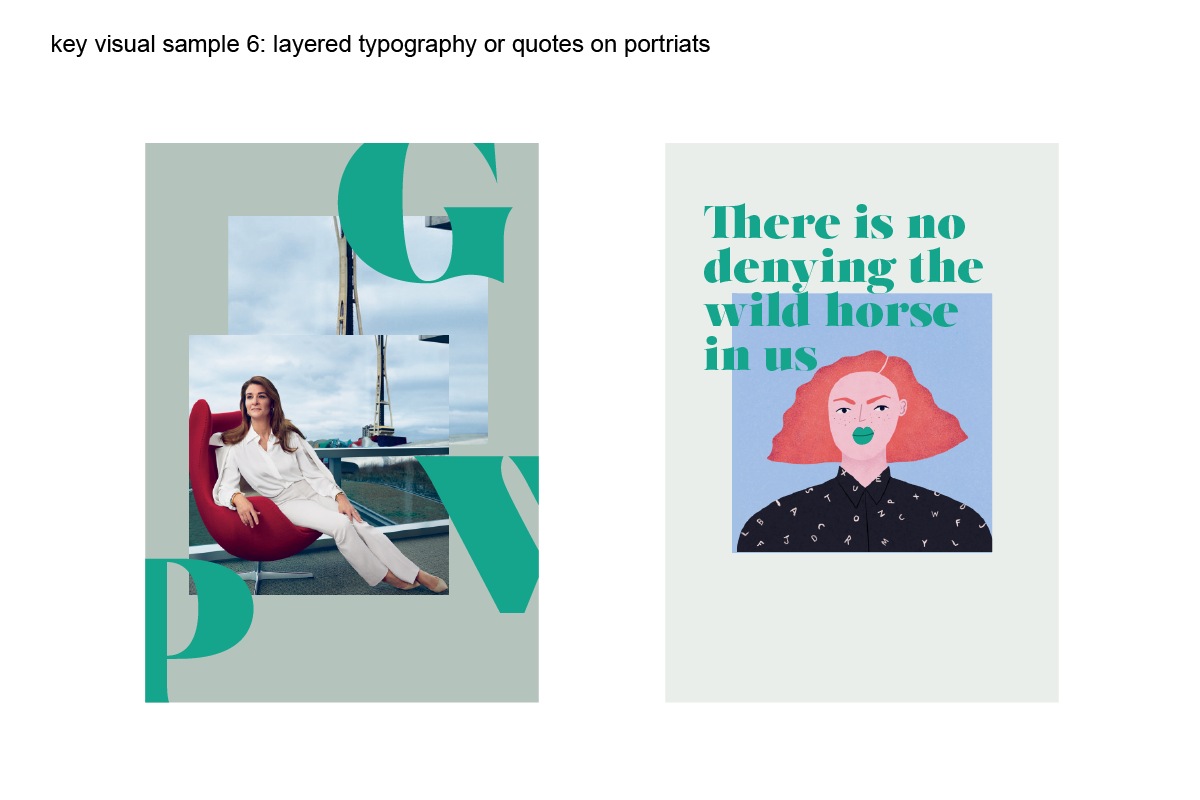 key visual sample 6: layered typography or quotes on portriats
G
V
P
There is no
denying the
wild horse
in us
X E
S T U X C
B A O N P C W F
F J D C R M Y L